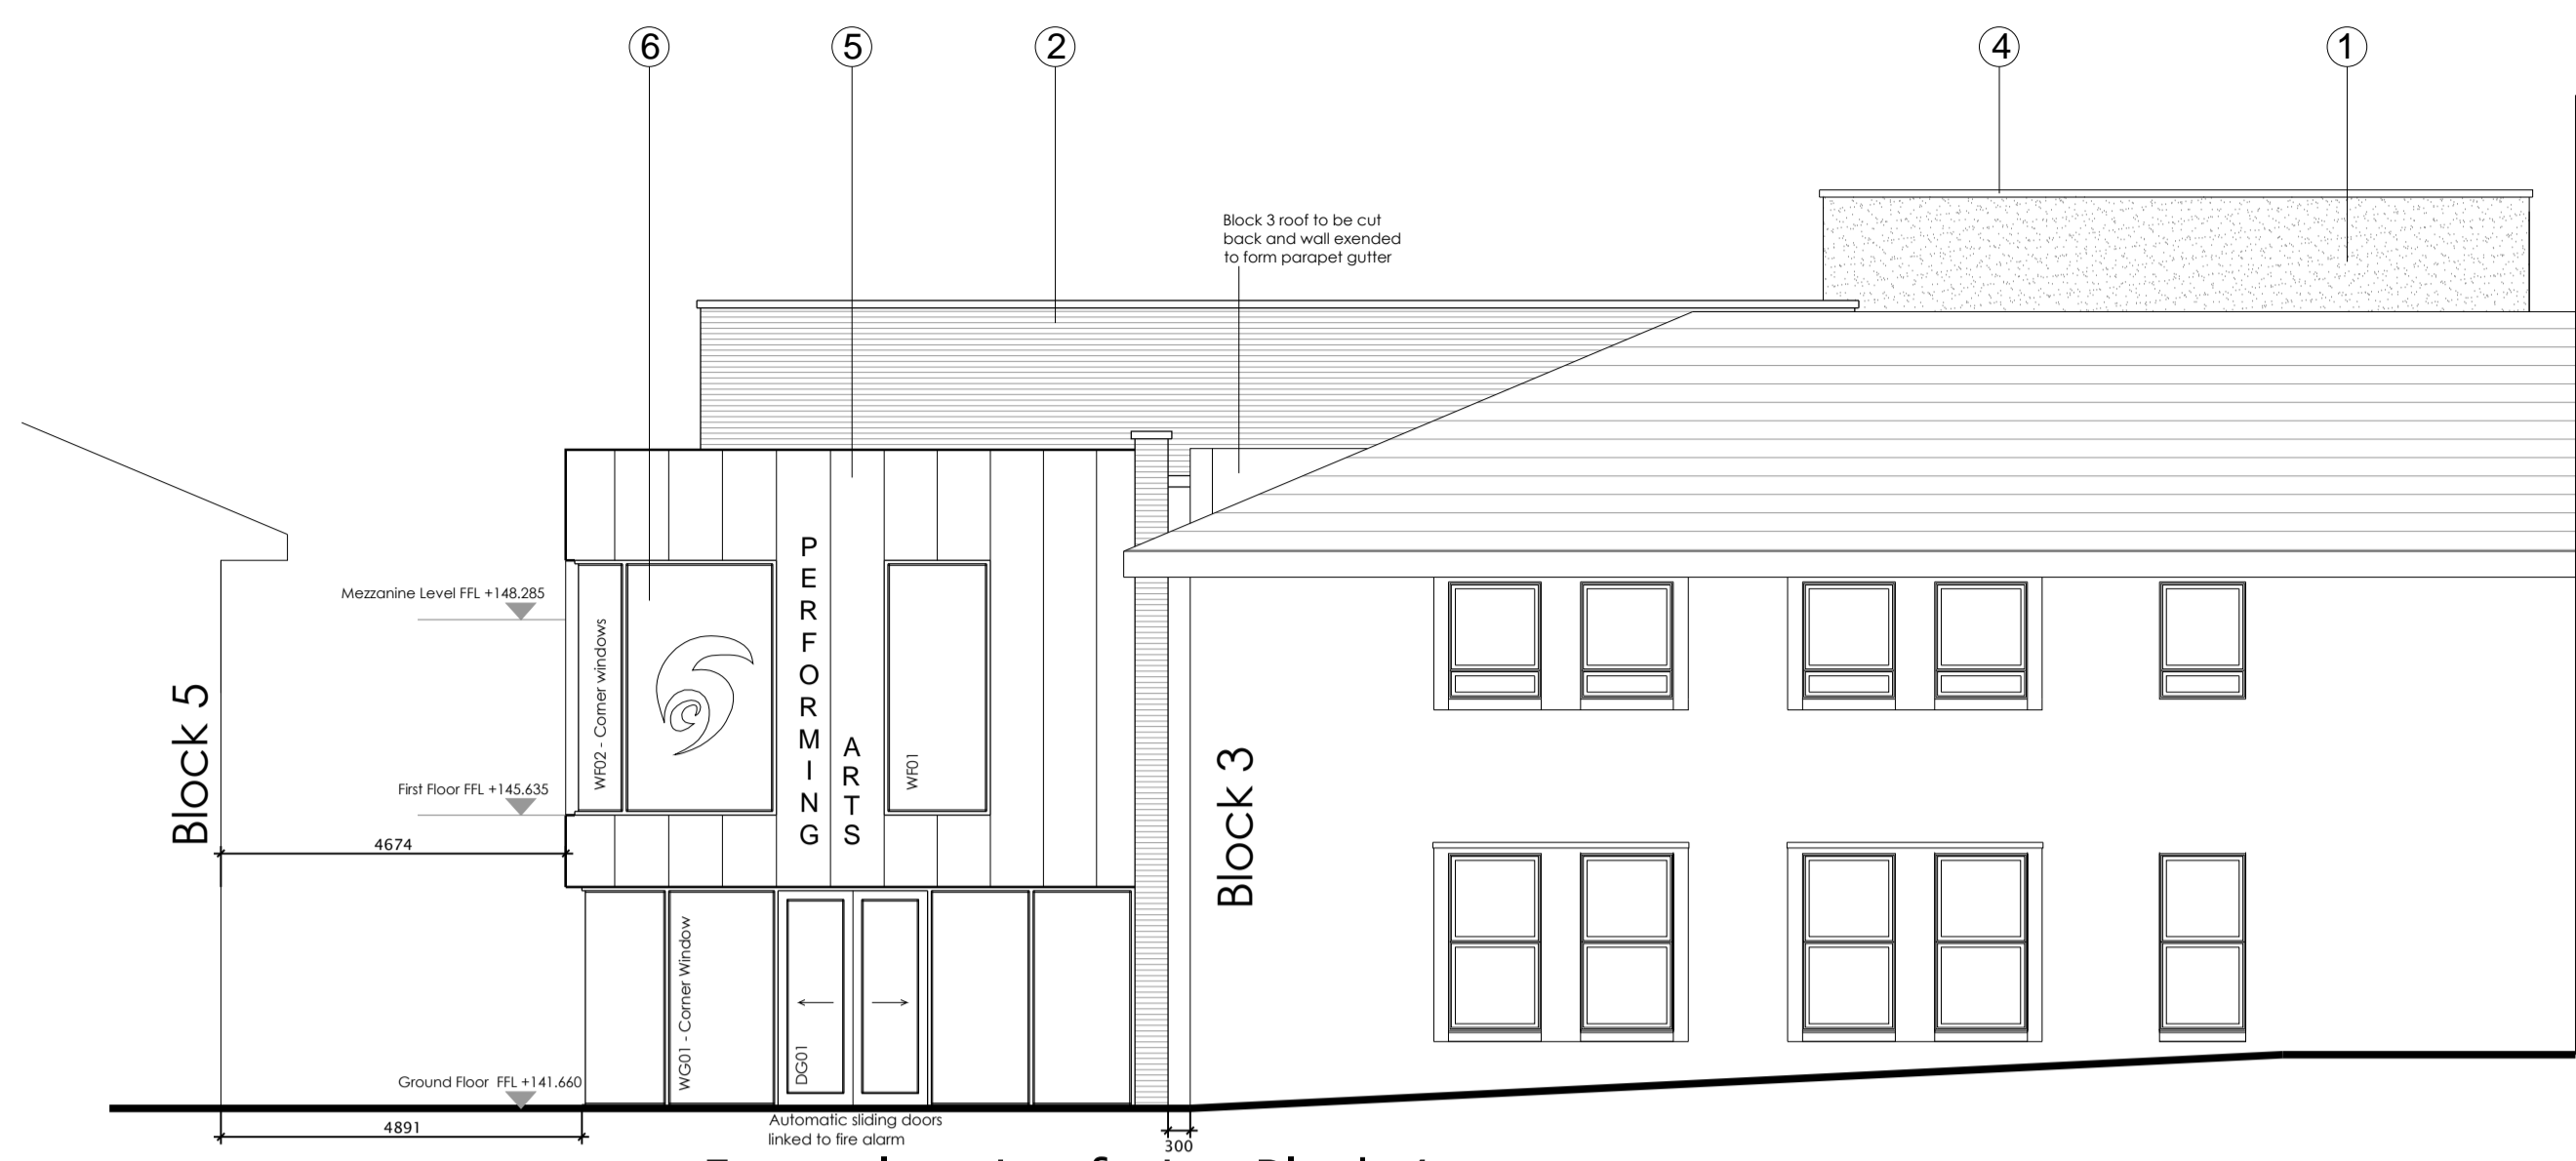 6
5
2
4
1
Block 3 roof to be cut
back and wall exended
to form parapet gutter
Mezzanine Level FFL +148.285
First Floor FFL +145.635
4674
Block 5
WF02 - Corner windows
PERFORMING
ARTS
WF01
Block 3
WG01 - Corner Window
DG01
Ground Floor FFL +141.660
4891
Automatic sliding doors
linked to fire alarm
300